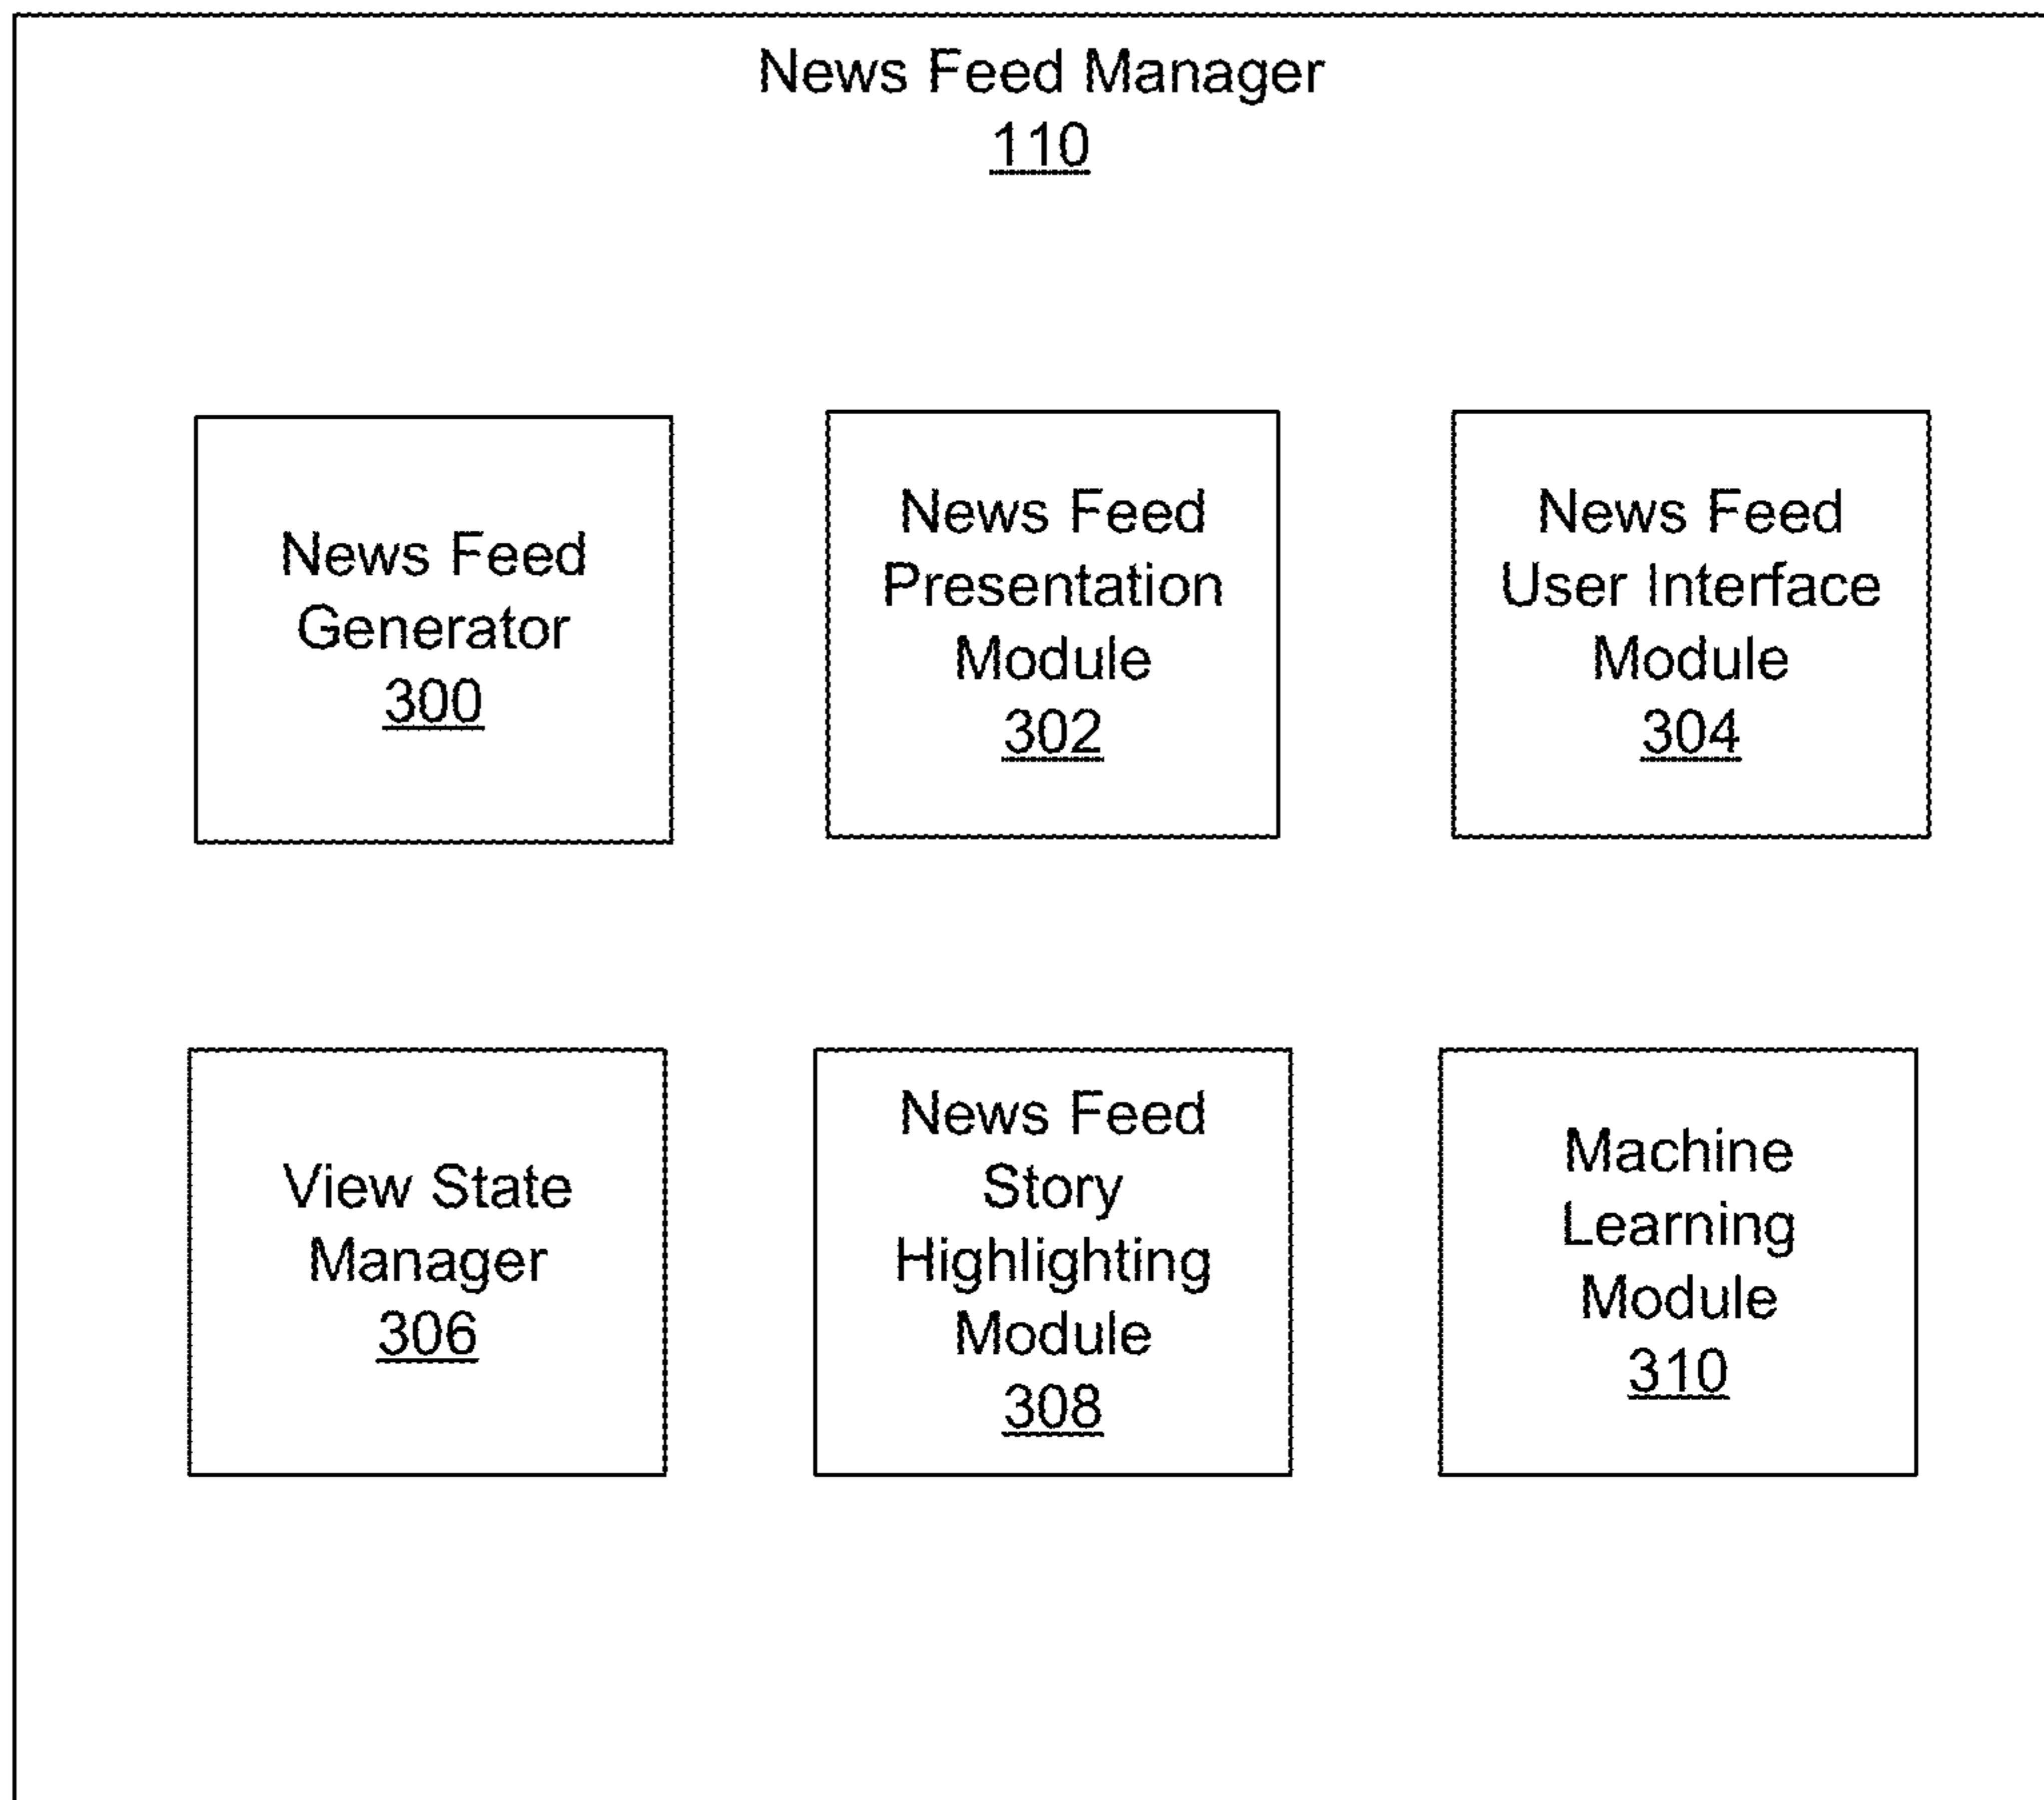 News Feed Manager
110
News Feed
Generator
300
News Feed
Presentation
Module
302
News Feed
User Interface
Module
304
View State
Manager
306
News Feed
Story
Highlighting
Module
308
Machine
Learning
Module
310